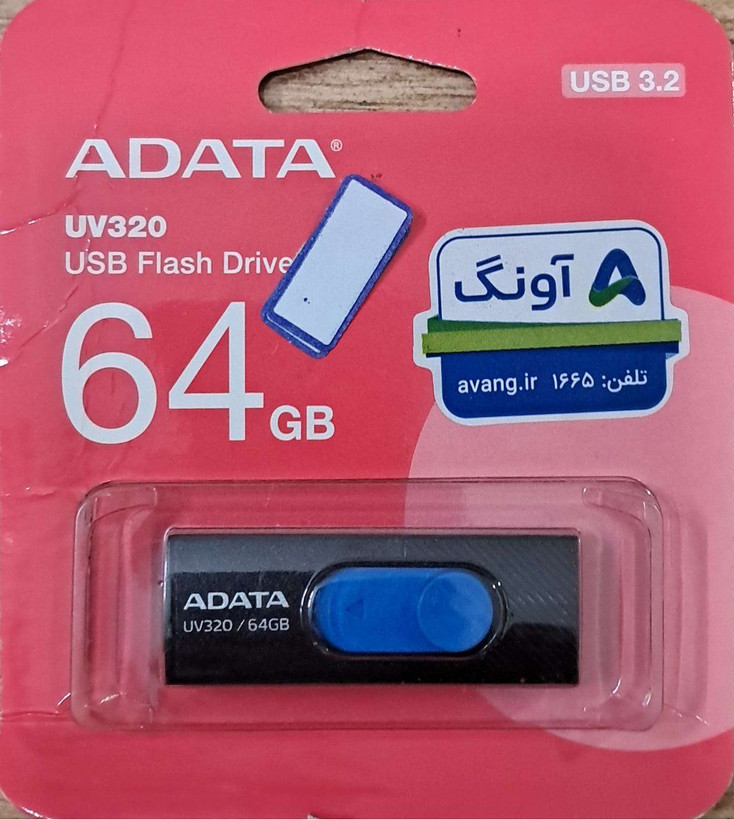 USB 3.2
ADATA®
UV320
USB Flash Drive
64GB
آونگ
avang.ir تلفن: ۱۶۶۵
ADATA
UV320 / 64GB